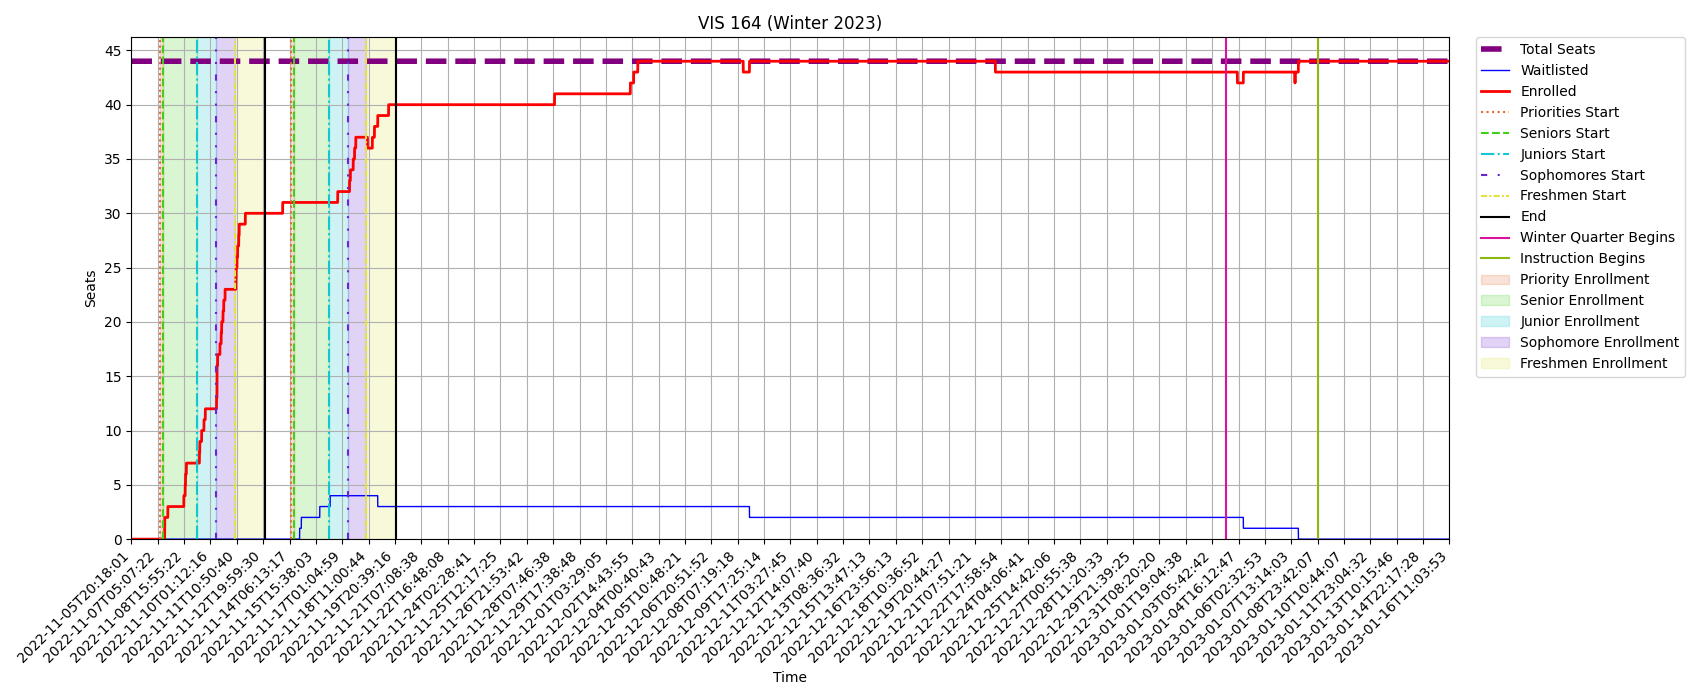 VIS 164 (Winter 2023)
45
40
35
30
25
20
15
10
5
0
Seats
2022-11-05T20:18:01
2022-11-07T05:07:22
2022-11-08T15:55:22
2022-11-10T01:12:16
2022-11-11T10:50:40
2022-11-12T19:59:30
2022-11-14T06:13:17
2022-11-15T15:38:03
2022-11-17T01:04:59
2022-11-18T11:00:44
2022-11-19T20:39:16
2022-11-21T07:08:38
2022-11-22T16:48:08
2022-11-24T02:28:41
2022-11-25T12:17:25
2022-11-26T21:53:42
2022-11-28T07:46:38
2022-11-29T17:38:48
2022-12-01T03:29:05
2022-12-02T14:43:55
2022-12-04T00:40:43
2022-12-05T10:48:21
2022-12-06T20:51:52
2022-12-08T07:19:18
2022-12-09T17:25:14
2022-12-11T03:27:45
2022-12-12T14:07:40
2022-12-13T08:36:32
2022-12-15T13:47:13
2022-12-16T23:56:13
2022-12-18T10:36:52
2022-12-19T20:44:27
2022-12-21T07:51:21
2022-12-22T17:58:54
2022-12-24T04:06:41
2022-12-25T14:42:06
2022-12-27T00:55:38
2022-12-28T11:20:33
2022-12-29T21:39:25
2022-12-31T08:20:20
2023-01-01T19:04:38
2023-01-03T05:42:42
2023-01-04T16:12:47
2023-01-06T02:32:53
2023-01-07T13:14:03
2023-01-08T23:42:07
2023-01-10T10:44:07
2023-01-11T23:04:32
2023-01-13T10:15:46
2023-01-14T22:17:28
2023-01-16T11:03:53
Time
Total Seats
Waitlisted
Enrolled
Priorities Start
Seniors Start
Juniors Start
Sophomores Start
Freshmen Start
End
Winter Quarter Begins
Instruction Begins
Priority Enrollment
Senior Enrollment
Junior Enrollment
Sophomore Enrollment
Freshmen Enrollment